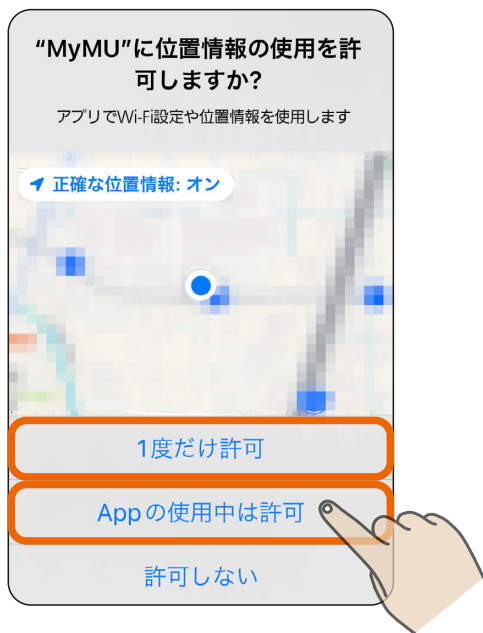 “MyMU”に位置情報の使用を許
可しますか?
アプリでWi-Fi設定や位置情報を使用します
正確な位置情報: オン
1度だけ許可
Appの使用中は許可
許可しない